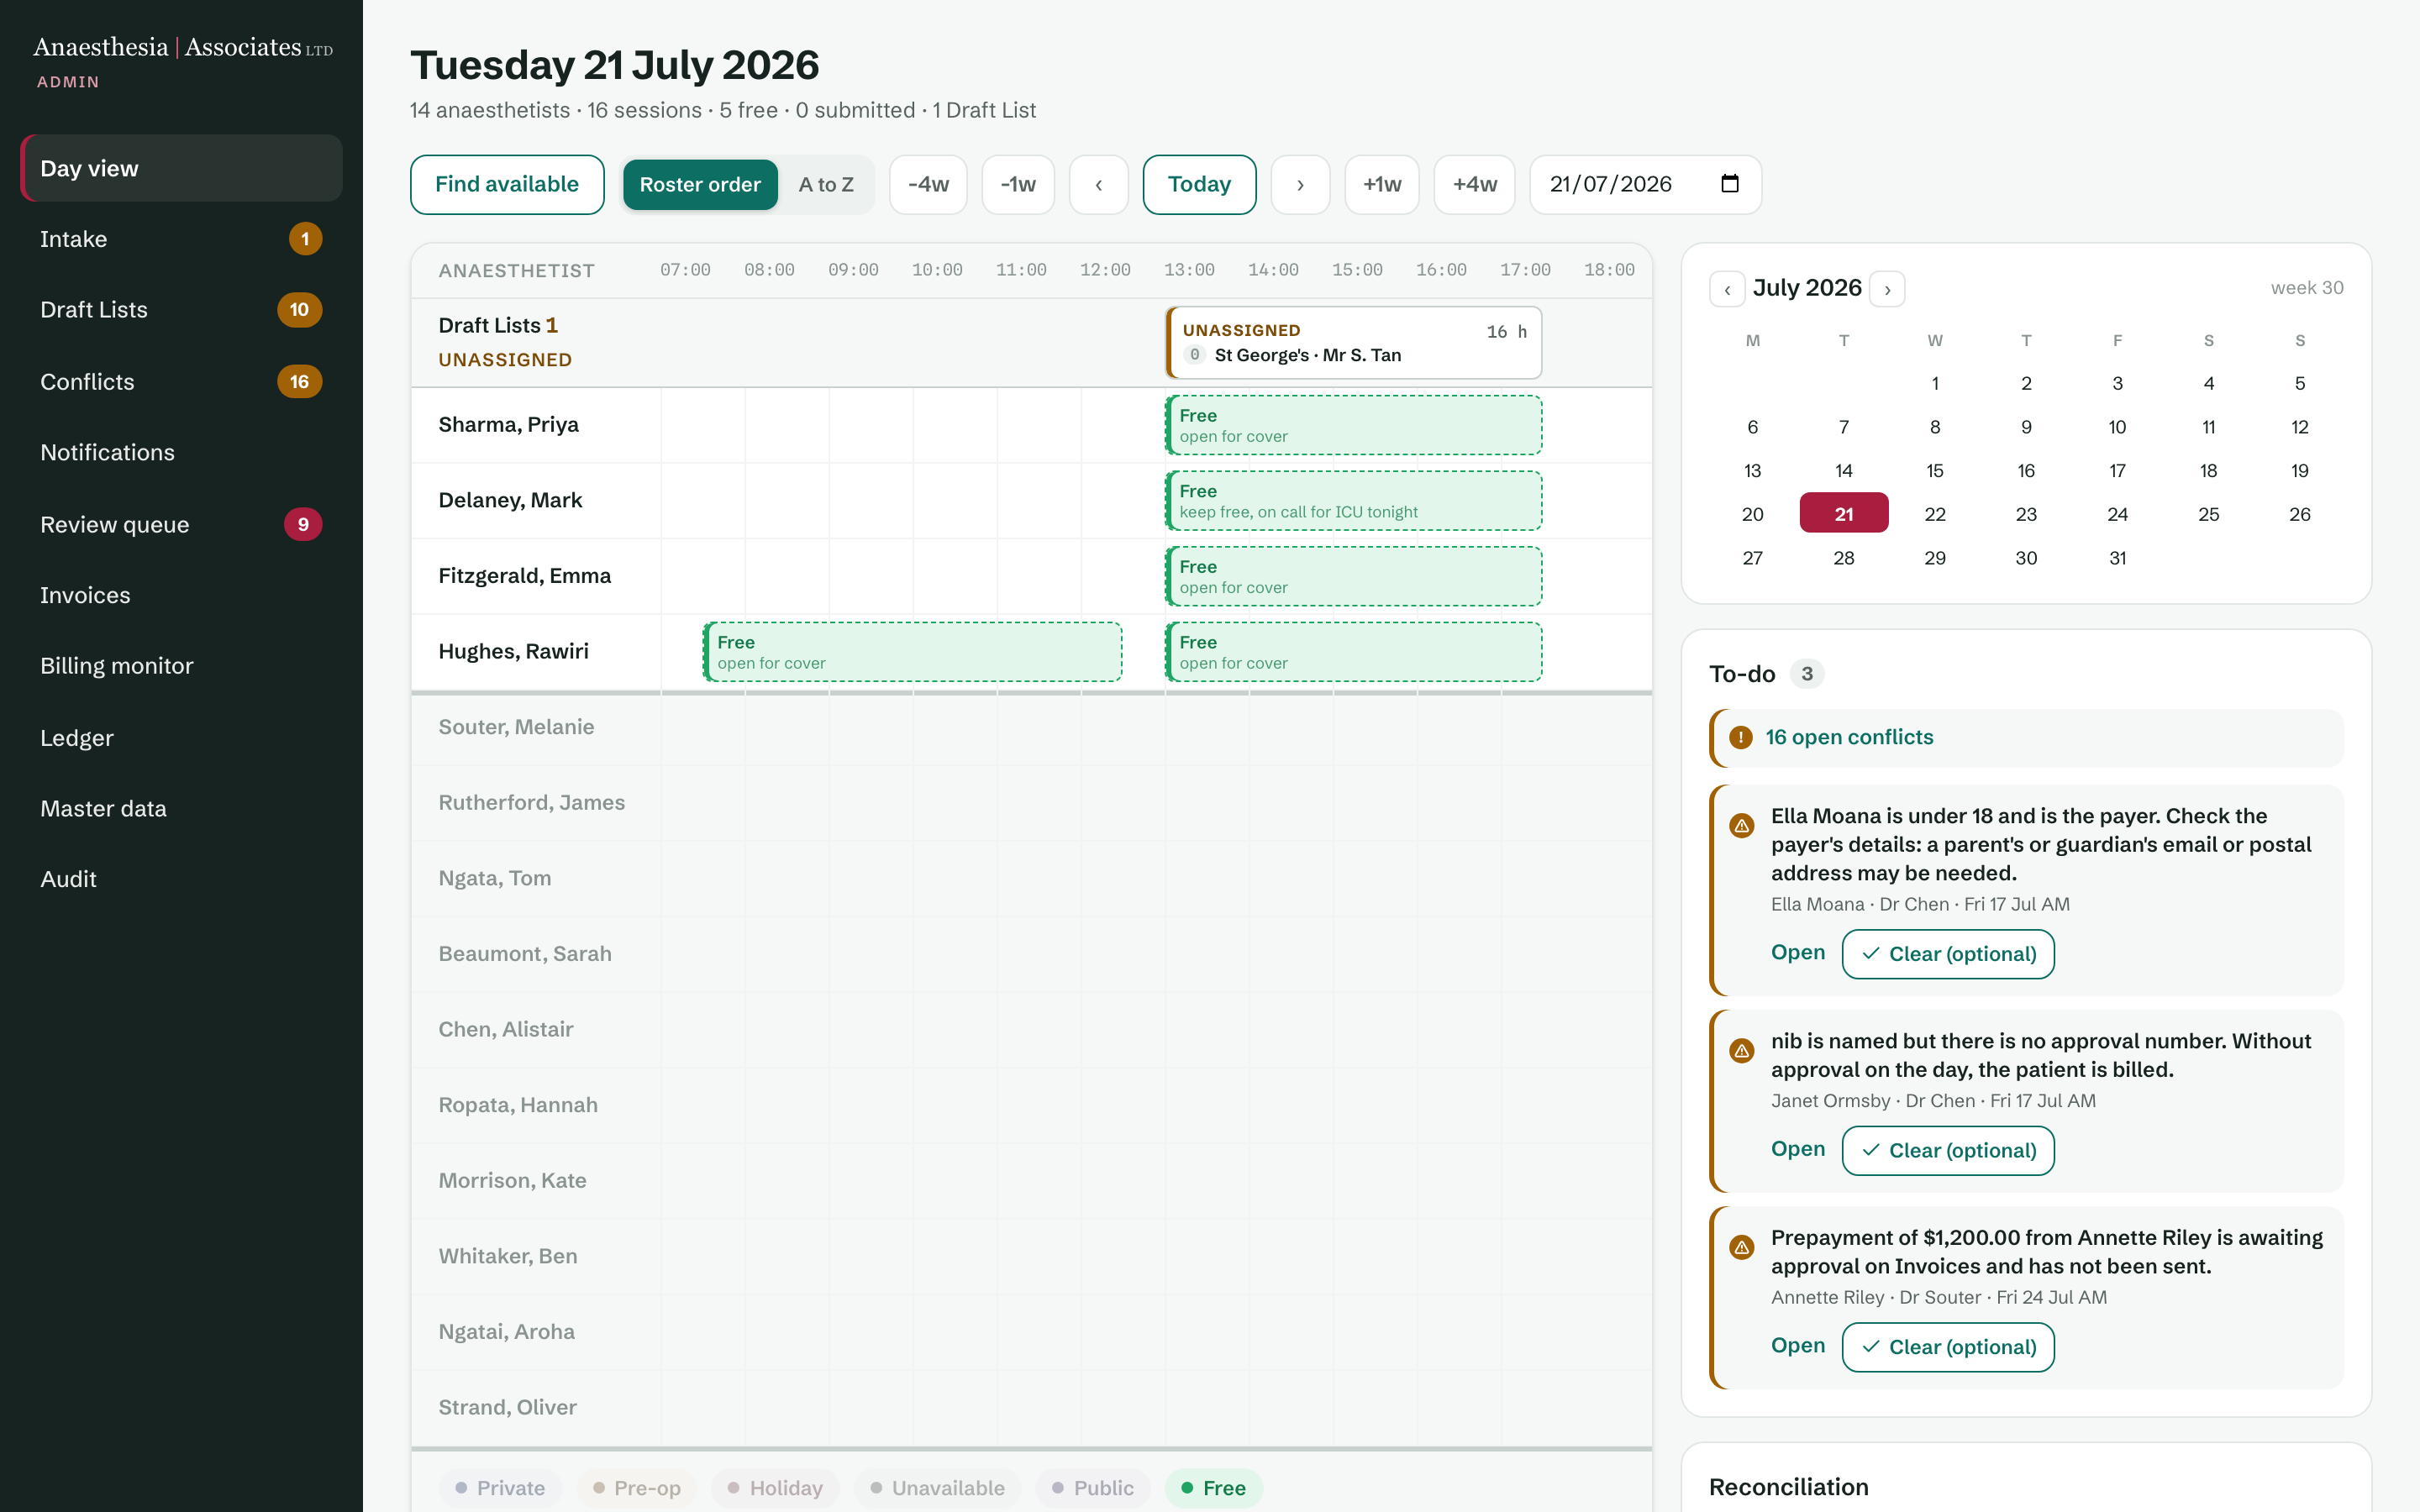 Anaesthesia | Associates LTD
ADMIN
Day view
Intake 1
Draft Lists 10
Conflicts 16
Notifications
Review queue 9
Invoices
Billing monitor
Ledger
Master data
Audit
Tuesday 21 July 2026
14 anaesthetists · 16 sessions · 5 free · 0 submitted · 1 Draft List
Find available Roster order A to Z -4w -1w ‹ Today › +1w +4w 21/07/2026
ANAESTHETIST 07:00 08:00 09:00 10:00 11:00 12:00 13:00 14:00 15:00 16:00 17:00 18:00
Draft Lists 1
UNASSIGNED
UNASSIGNED 16 h
0 St George's · Mr S. Tan
Sharma, Priya
Free
open for cover
Delaney, Mark
Free
keep free, on call for ICU tonight
Fitzgerald, Emma
Free
open for cover
Hughes, Rawiri
Free
open for cover
Free
open for cover
Souter, Melanie
Rutherford, James
Ngata, Tom
Beaumont, Sarah
Chen, Alistair
Ropata, Hannah
Morrison, Kate
Whitaker, Ben
Ngatai, Aroha
Strand, Oliver
Private Pre-op Holiday Unavailable Public Free
‹ July 2026 › week 30
M T W T F S S
1 2 3 4 5
6 7 8 9 10 11 12
13 14 15 16 17 18 19
20 21 22 23 24 25 26
27 28 29 30 31
To-do 3
16 open conflicts
Ella Moana is under 18 and is the payer. Check the
payer's details: a parent's or guardian's email or postal
address may be needed.
Ella Moana · Dr Chen · Fri 17 Jul AM
Open Clear (optional)
nib is named but there is no approval number. Without
approval on the day, the patient is billed.
Janet Ormsby · Dr Chen · Fri 17 Jul AM
Open Clear (optional)
Prepayment of $1,200.00 from Annette Riley is awaiting
approval on Invoices and has not been sent.
Annette Riley · Dr Souter · Fri 24 Jul AM
Open Clear (optional)
Reconciliation